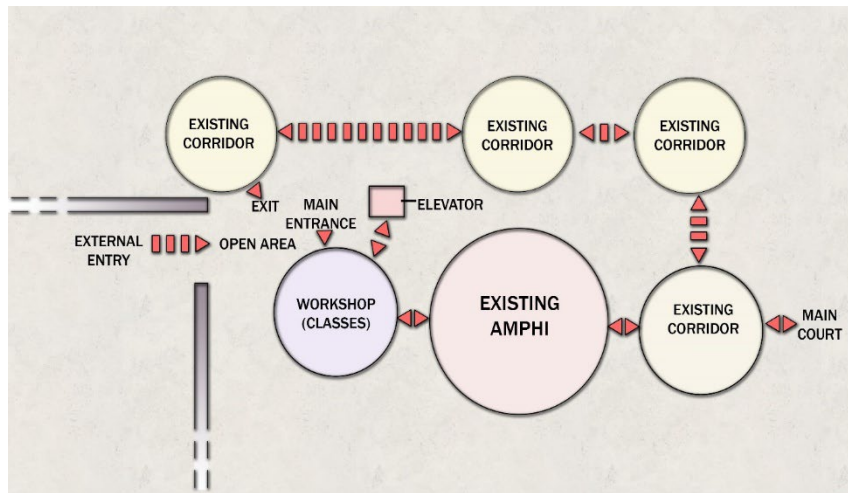 EXISTING
CORRIDOR
EXISTING
CORRIDOR
EXISTING
CORRIDOR
EXIT
MAIN
ENTRANCE
ELEVATOR
EXTERNAL
ENTRY
OPEN AREA
WORKSHOP
(CLASSES)
EXISTING
AMPHI
EXISTING
CORRIDOR
MAIN
COURT